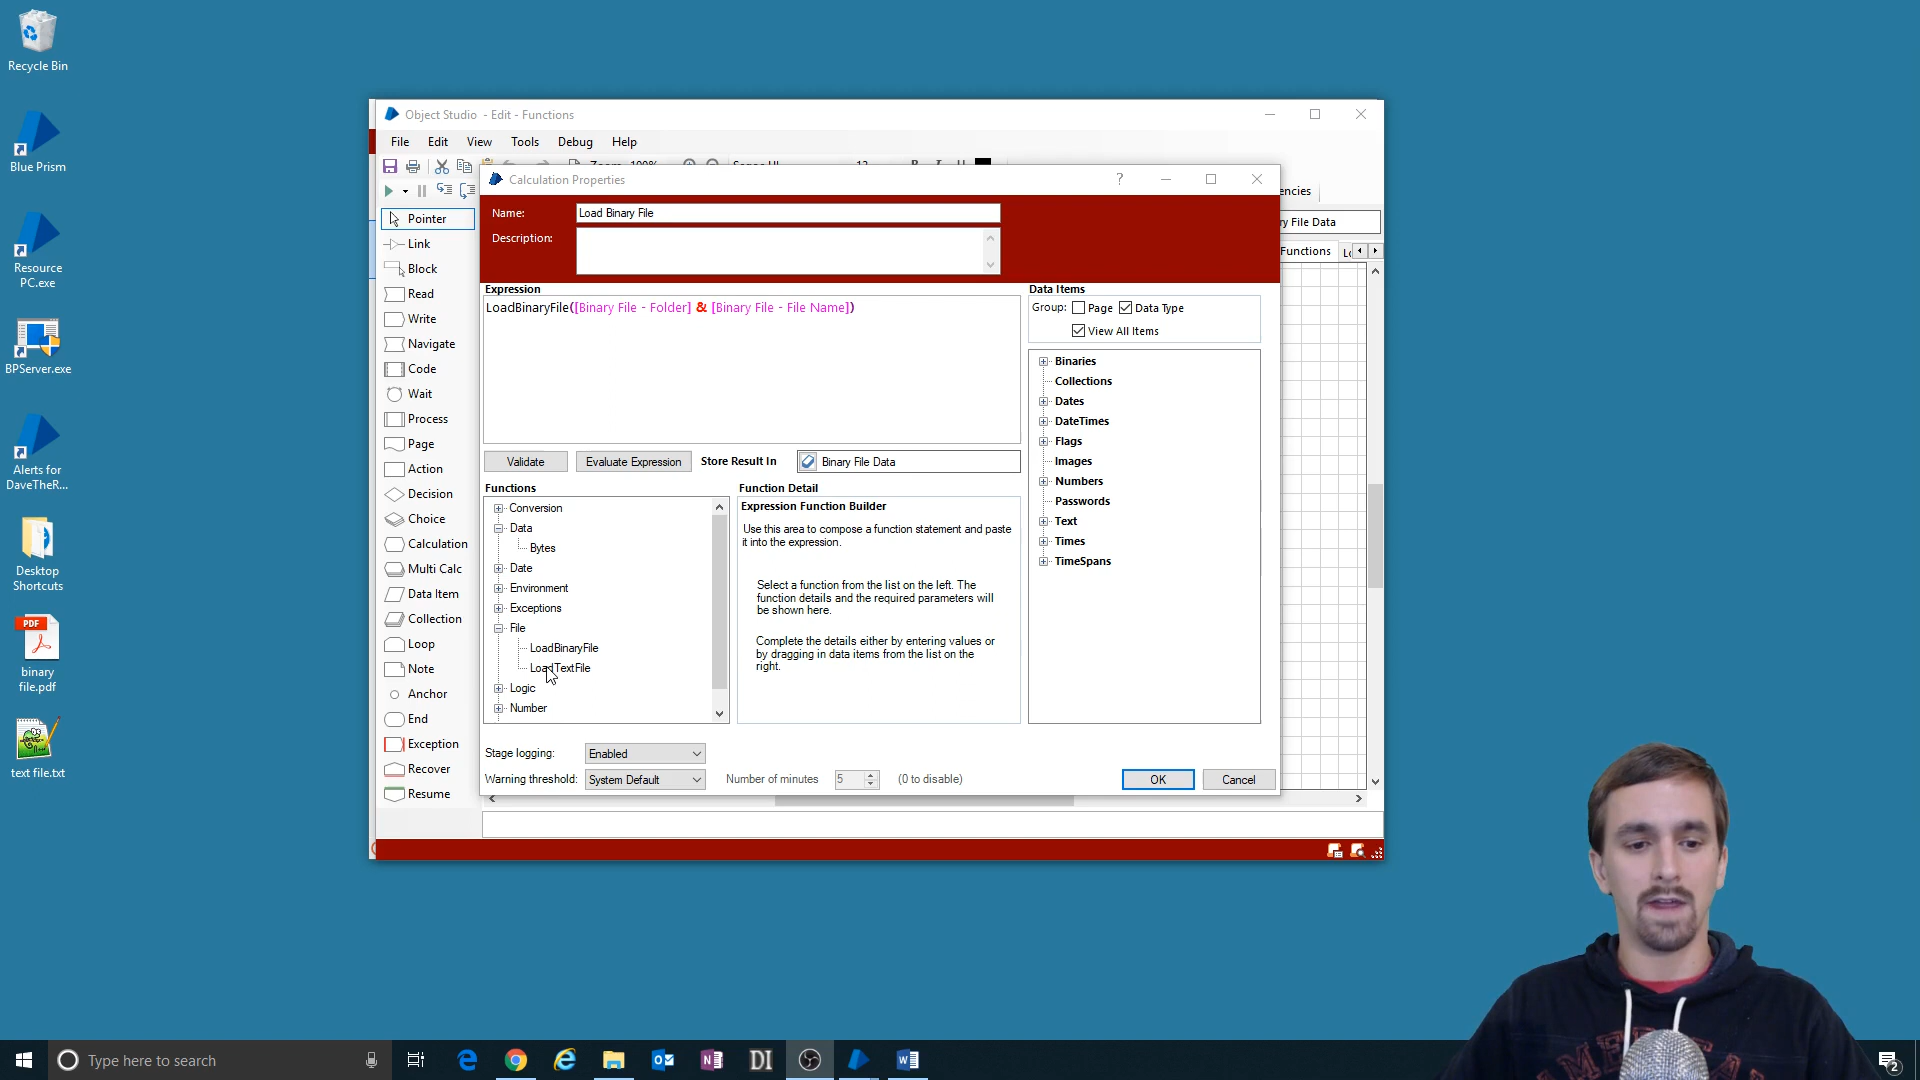 Recycle Bin
Blue Prism
Resource
PC.exe
BPServer.exe
Alerts for
DaveTheR...
Desktop
Shortcuts
PDF
binary
file.pdf
text file.txt
Object Studio - Edit - Functions
File Edit View Tools Debug Help
Calculation Properties
?
encies
Pointer
Link
Block
Read
Write
Navigate
Code
Wait
Process
Page
Action
Decision
Choice
Calculation
Multi Calc
Data Item
Collection
Loop
Note
Anchor
End
Exception
Recover
Resume
Name:
Load Binary File
Description:
ry File Data
Functions
Expression
LoadBinaryFile([Binary File - Folder] & [Binary File - File Name])
Validate
Evaluate Expression
Store Result In
Binary File Data
Functions
Conversion
Data
Bytes
Date
Environment
Exceptions
File
LoadBinaryFile
LoadTextFile
Logic
Number
Function Detail
Expression Function Builder
Use this area to compose a function statement and paste
it into the expression.
Select a function from the list on the left. The
function details and the required parameters will
be shown here.
Complete the details either by entering values or
by dragging in data items from the list on the
right.
Data Items
Group: Page Data Type
View All Items
Binaries
Collections
Dates
DateTimes
Flags
Images
Numbers
Passwords
Text
Times
TimeSpans
Stage logging:
Enabled
Warning threshold:
System Default
Number of minutes
5
(0 to disable)
OK
Cancel
Type here to search
DI
2